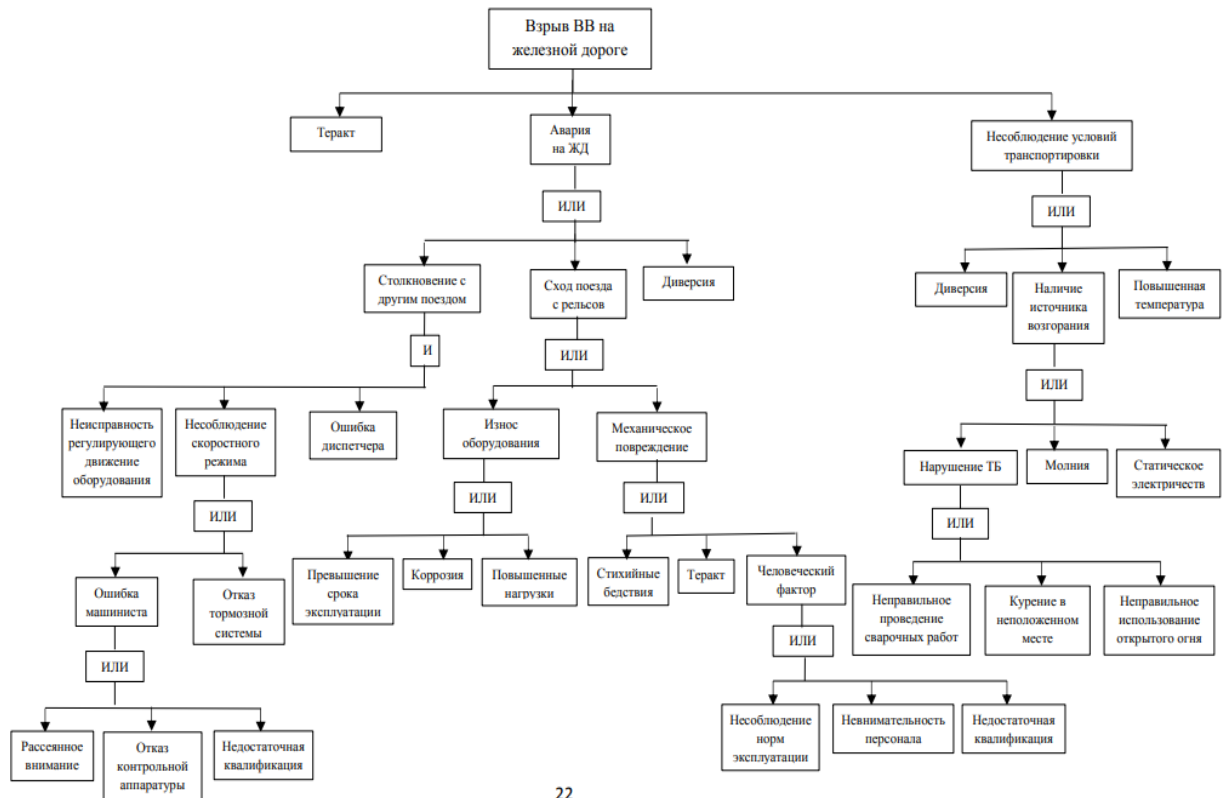 Взрыв ВВ на
железной дороге
Теракт
Авария
на ЖД
Несоблюдение условий
транспортировки
ИЛИ
ИЛИ
Столкновение с
другим поездом
Сход поезда
с рельсов
Диверсия
Диверсия
Наличие
источника
возгорания
Повышенная
температура
И
ИЛИ
ИЛИ
Неисправность
регулирующего
движение
оборудования
Несоблюдение
скоростного
режима
Ошибка
диспетчера
Износ
оборудования
Механическое
повреждение
Нарушение ТБ
Молния
Статическое
электричеств
ИЛИ
ИЛИ
ИЛИ
ИЛИ
Ошибка
машиниста
Отказ
тормозной
системы
Превышение
срока
эксплуатации
Коррозия
Повышенные
нагрузки
Стихийные
бедствия
Теракт
Человеческий
фактор
Неправильное
проведение
сварочных работ
Курение в
неположенном
месте
Неправильное
использование
открытого огня
ИЛИ
ИЛИ
Рассеянное
внимание
Отказ
контрольной
аппаратуры
Недостаточная
квалификация
Несоблюдение
норм
эксплуатации
Невнимательность
персонала
Недостаточная
квалификация
22